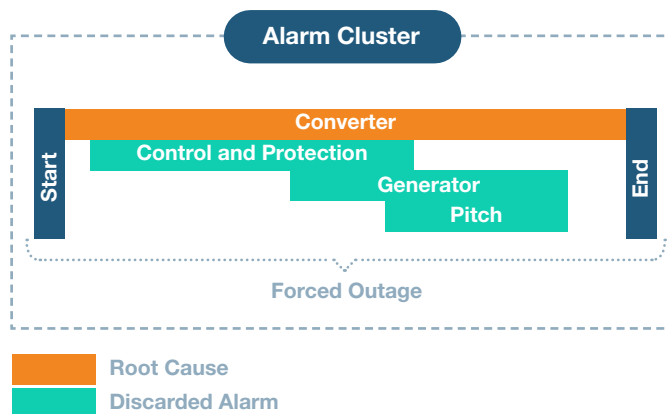 Alarm Cluster
Start
Converter
Control and Protection
Generator
Pitch
End
Forced Outage
Root Cause
Discarded Alarm